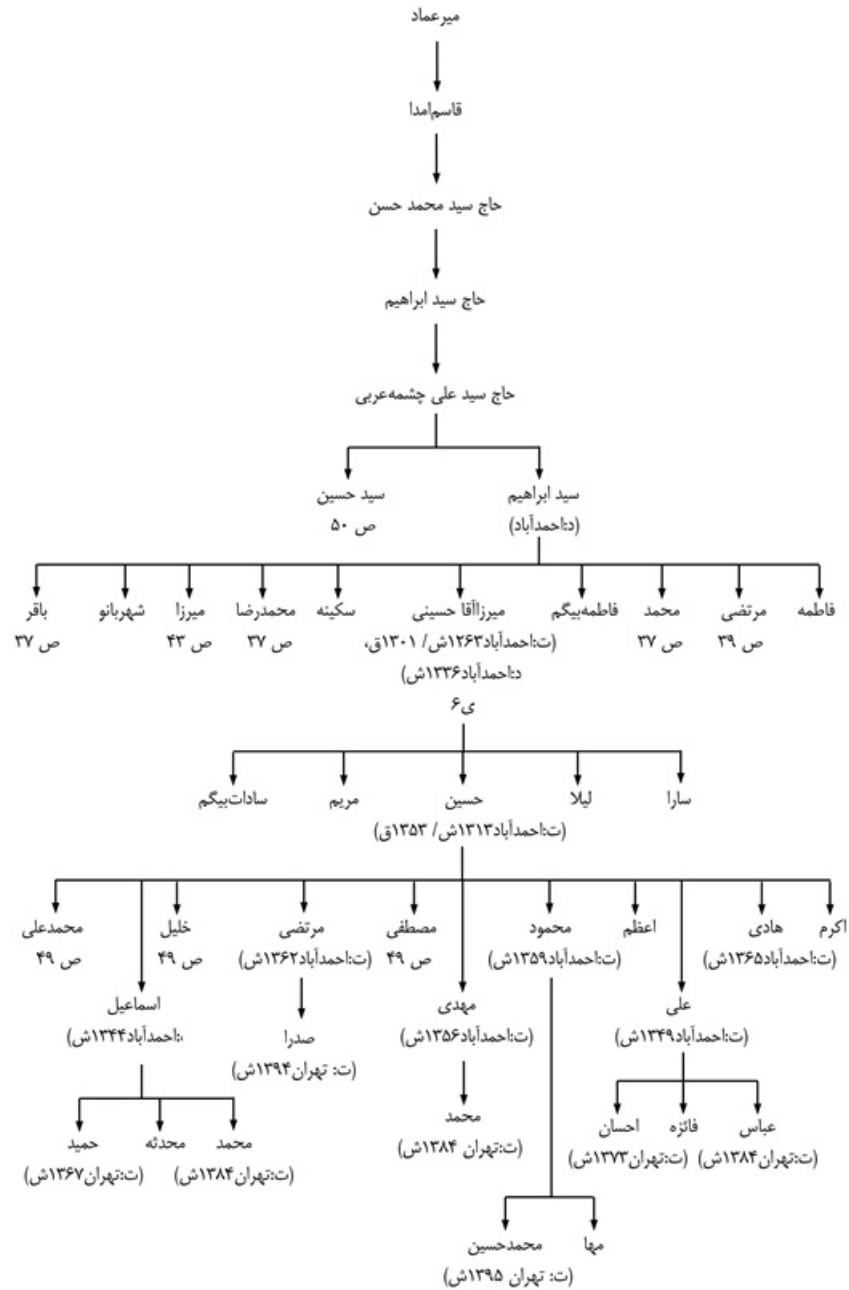 میرعماد
قاسم‌امدا
حاج سید محمد حسن
حاج سید ابراهیم
حاج سید علی چشمه‌عربی
سید ابراهیم
(د:احمدآباد)
سید حسین
ص ۵۰
فاطمه
مرتضی
ص ۳۹
محمد
ص ۳۷
فاطمه‌بیگم
میرزاآقا حسینی
(ت:احمدآباد۱۲۶۳ش/ ۱۳۰۱ق،
د:احمدآباد۱۳۳۶ش)
ی۶
سکینه
محمدرضا
ص ۳۷
میرزا
ص ۴۳
شهربانو
باقر
ص ۳۷
سارا
لیلا
حسین
(ت:احمدآباد۱۳۱۳ش/ ۱۳۵۳ق)
مریم
سادات‌بیگم
اکرم
هادی
(ت:احمدآباد۱۳۶۵ش)
علی
(ت:احمدآباد۱۳۴۹ش)
اعظم
محمود
(ت:احمدآباد۱۳۵۹ش)
مهدی
(ت:احمدآباد۱۳۵۶ش)
مصطفی
ص ۴۹
مرتضی
(ت:احمدآباد۱۳۶۲ش)
خلیل
ص ۴۹
اسماعیل
:احمدآباد۱۳۴۴ش)
محمدعلی
ص ۴۹
عباس
(ت:تهران۱۳۸۴ش)
فائزه
احسان
(ت:تهران۱۳۷۳ش)
مها
محمدحسین
(ت: تهران ۱۳۹۵ش)
محمد
(ت:تهران ۱۳۸۴ش)
صدرا
(ت: تهران۱۳۹۴ش)
محمد
(ت:تهران۱۳۸۴ش)
محدثه
حمید
(ت:تهران۱۳۶۷ش)